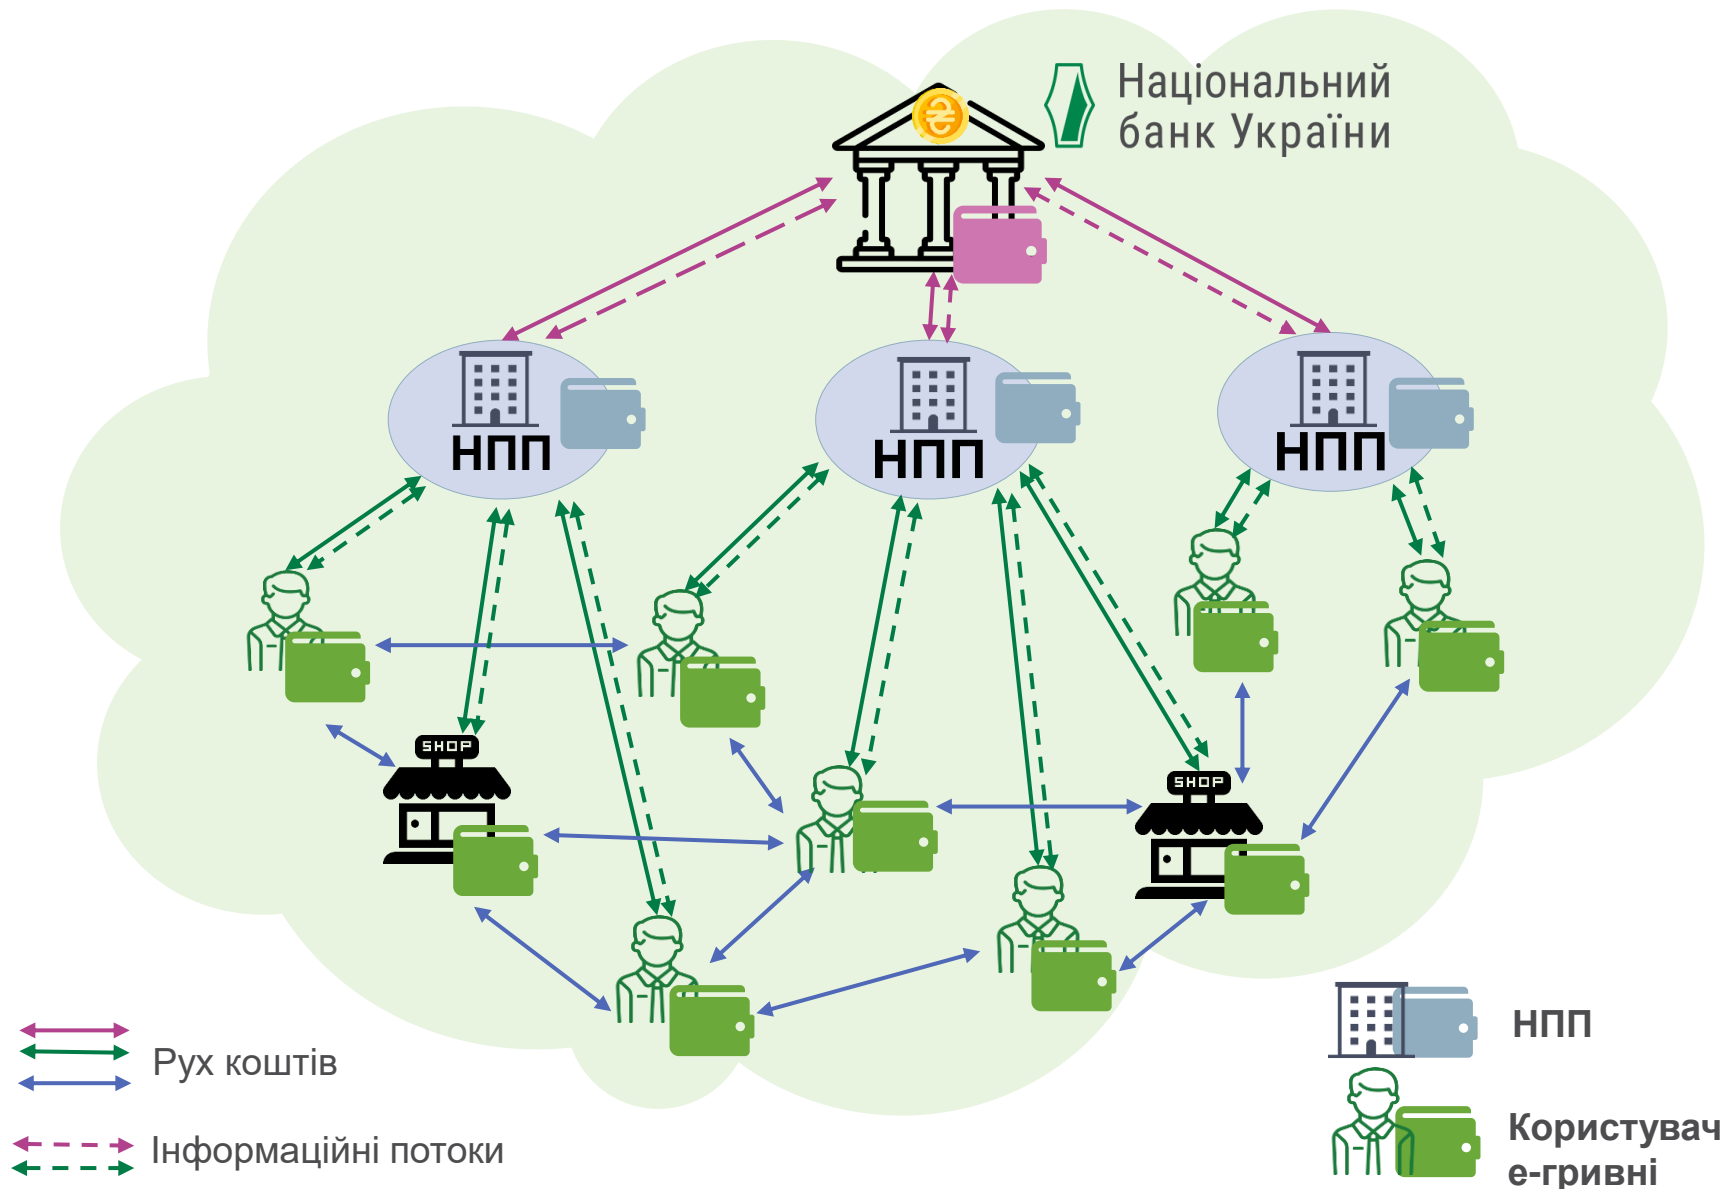 Національний
банк України
НПП
НПП
НПП
SHOP
SHOP
Рух коштів
Інформаційні потоки
НПП
Користувач
е-гривні